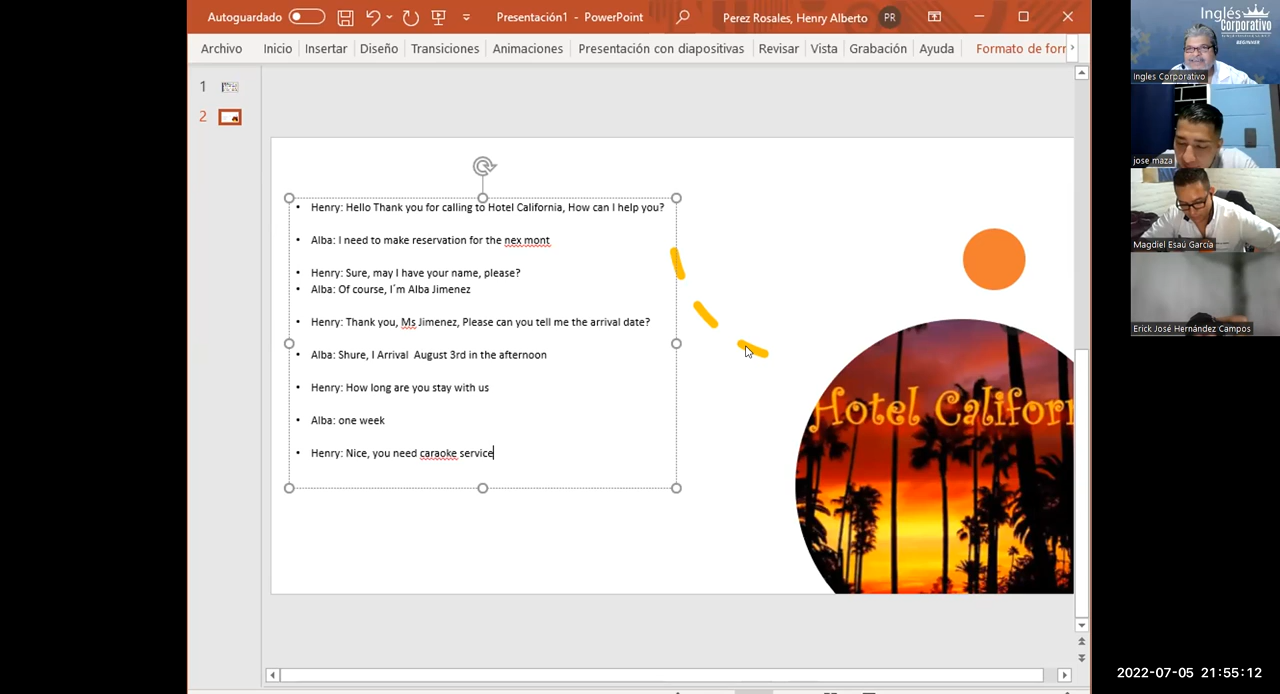 Autoguardado
Presentación1 - PowerPoint
Perez Rosales, Henry Alberto
PR
Archivo Inicio Insertar Diseño Transiciones Animaciones Presentación con diapositivas Revisar Vista Grabación Ayuda Formato de forr
1
2
• Henry: Hello Thank you for calling to Hotel California, How can I help you?
• Alba: I need to make reservation for the nex mont
• Henry: Sure, may I have your name, please?
• Alba: Of course, I´m Alba Jimenez
• Henry: Thank you, Ms Jimenez, Please can you tell me the arrival date?
• Alba: Shure, I Arrival August 3rd in the afternoon
• Henry: How long are you stay with us
• Alba: one week
• Henry: Nice, you need caraoke service
Hotel Californ
Inglés
Corporativo
BEGINNER
Ingles Corporativo
jose maza
Magdiel Esaú García
Erick José Hernández Campos
2022-07-05 21:55:12